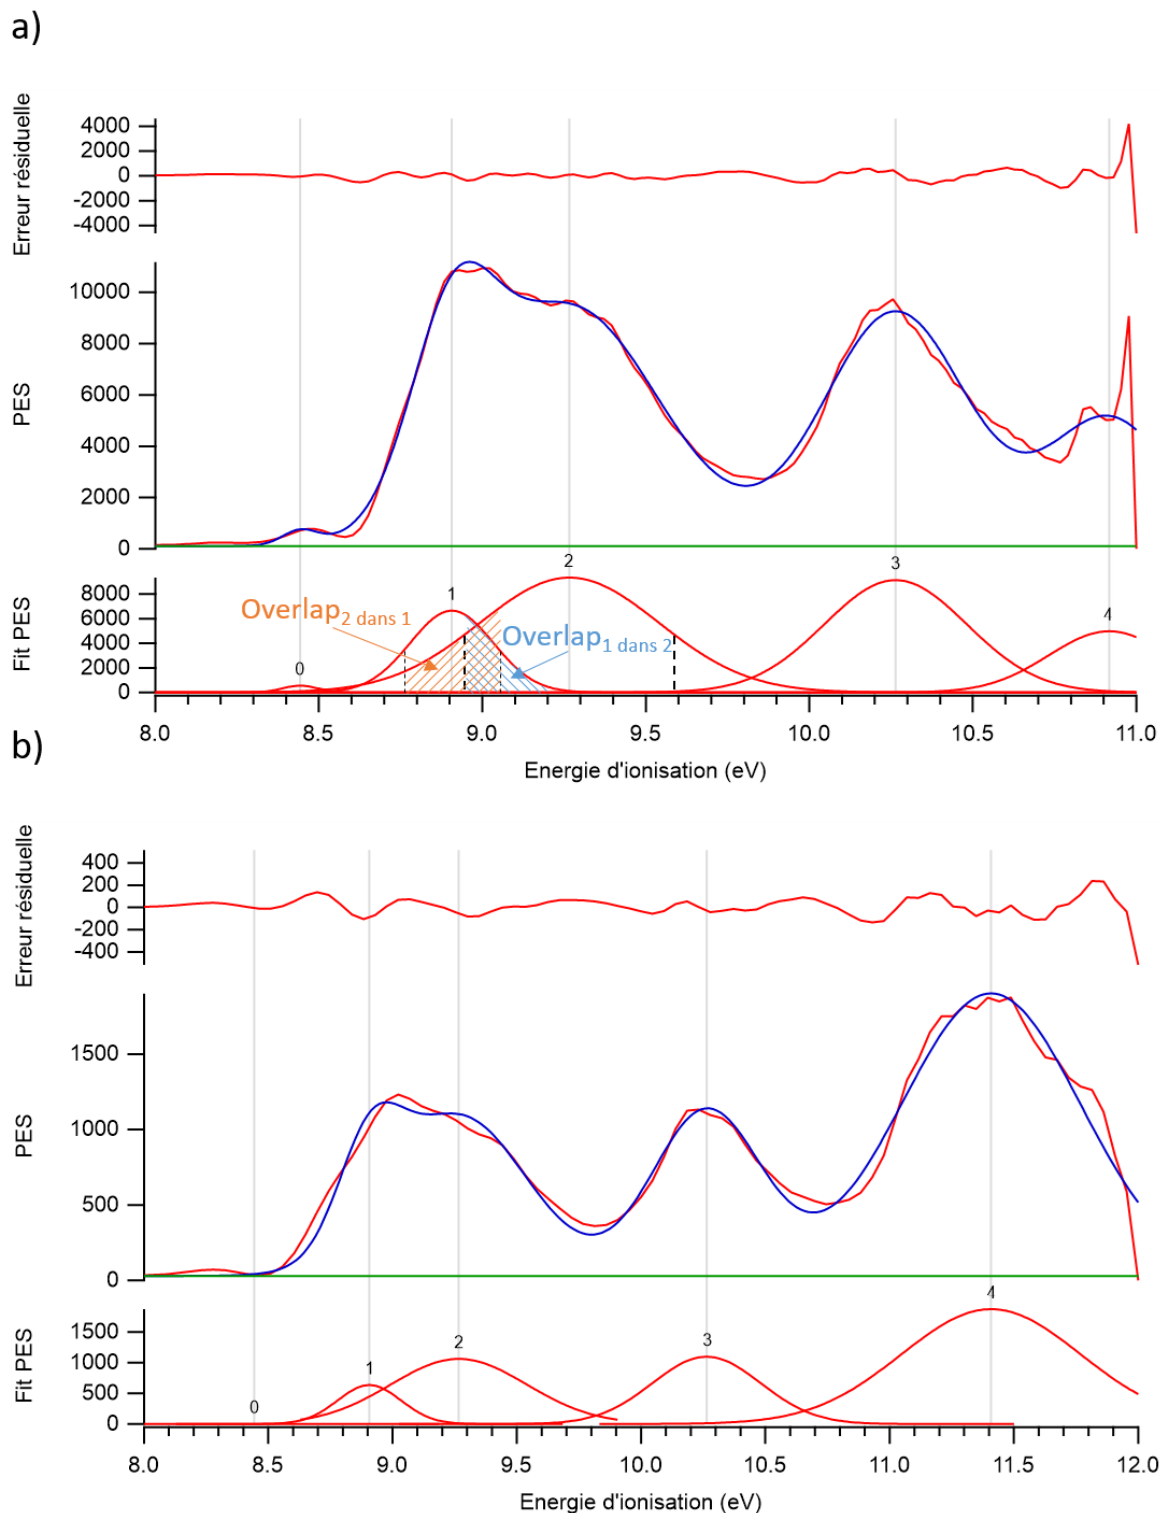 a)
Erreur résiduelle
4000
2000
0
-2000
-4000
PES
10000
8000
6000
4000
2000
0
Fit PES
8000
6000
4000
2000
0
0
1
2
3
4
Overlap2 dans 1
Overlap1 dans 2
8.0 8.5 9.0 9.5 10.0 10.5 11.0
Energie d'ionisation (eV)
b)
Erreur résiduelle
400
200
0
-200
-400
PES
1500
1000
500
0
Fit PES
1500
1000
500
0
0
1
2
3
4
8.0 8.5 9.0 9.5 10.0 10.5 11.0 11.5 12.0
Energie d'ionisation (eV)